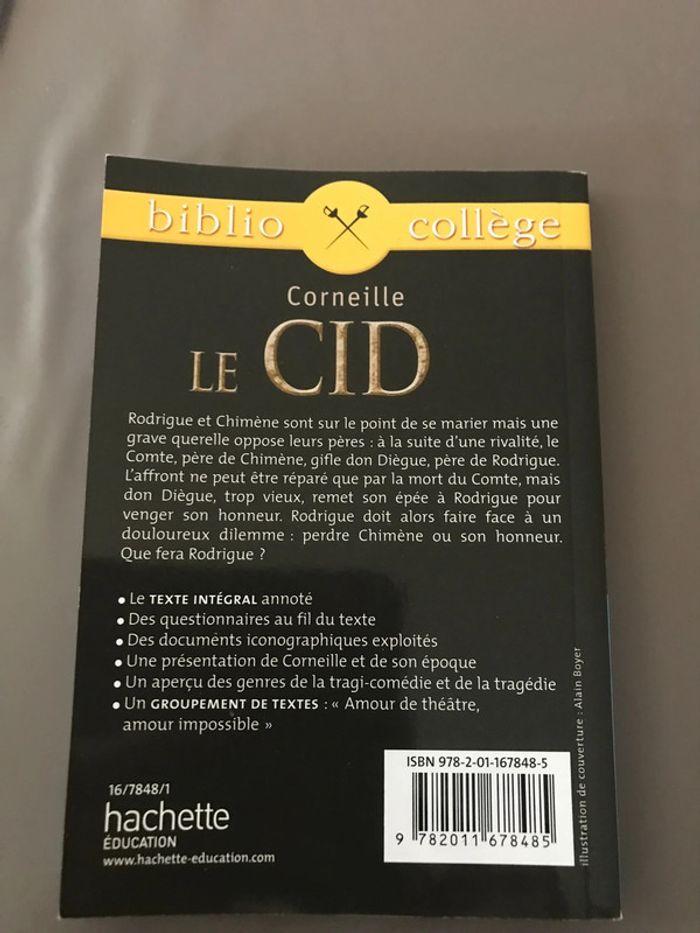 biblio collège
Corneille
LE CID
Rodrigue et Chimène sont sur le point de se marier mais une
grave querelle oppose leurs pères : à la suite d'une rivalité, le
Comte, père de Chimène, gifle don Diègue, père de Rodrigue.
L'affront ne peut être réparé que par la mort du Comte, mais
don Diègue, trop vieux, remet son épée à Rodrigue pour
venger son honneur. Rodrigue doit alors faire face à un
douloureux dilemme : perdre Chimène ou son honneur.
Que fera Rodrigue ?
• Le TEXTE INTÉGRAL annoté
• Des questionnaires au fil du texte
• Des documents iconographiques exploités
• Une présentation de Corneille et de son époque
• Un aperçu des genres de la tragi-comédie et de la tragédie
• Un GROUPEMENT DE TEXTES : « Amour de théâtre,
amour impossible »
illustration de couverture : Alain Boyer
ISBN 978-2-01-167848-5
9 782011 678485
16/7848/1
hachette
ÉDUCATION
www.hachette-education.com